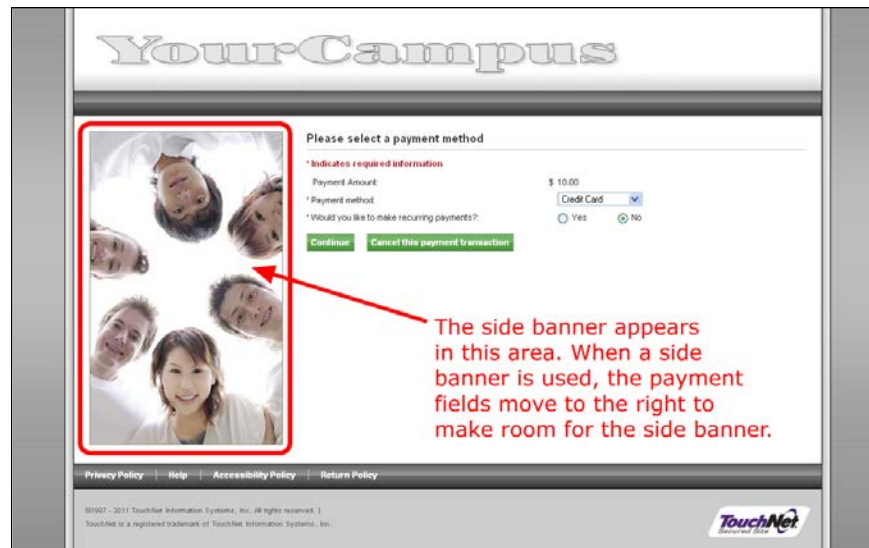 YourCampus
Please select a payment method
* Indicates required information
Payment Amount: $ 10.00
* Payment method: Credit Card
* Would you like to make recurring payments?: Yes No
Continue Cancel this payment transaction
The side banner appears
in this area. When a side
banner is used, the payment
fields move to the right to
make room for the side banner.
Privacy Policy | Help | Accessibility Policy | Return Policy
©1997 - 2011 TouchNet Information Systems, Inc. All rights reserved. |
TouchNet is a registered trademark of TouchNet Information Systems, Inc.
TouchNet
Secured Site